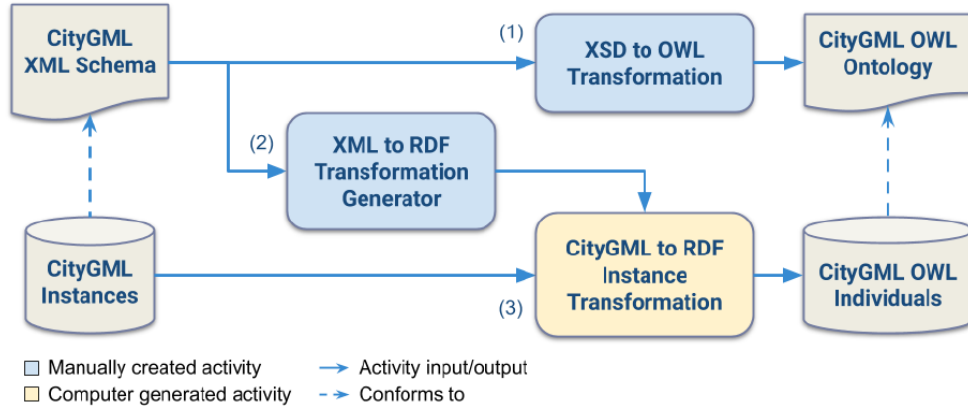 CityGML
XML Schema
(1)
XSD to OWL
Transformation
CityGML OWL
Ontology
(2)
XML to RDF
Transformation
Generator
CityGML
Instances
(3)
CityGML to RDF
Instance
Transformation
CityGML OWL
Individuals
Manually created activity
Activity input/output
Computer generated activity
Conforms to